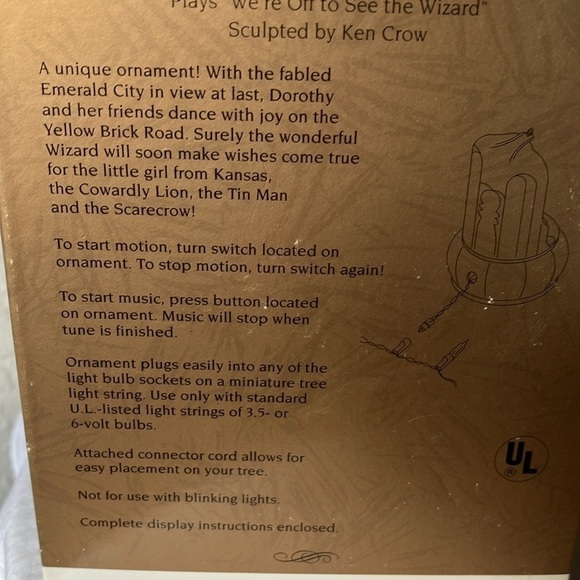 Plays "We're Off to See the Wizard"
Sculpted by Ken Crow
A unique ornament! With the fabled
Emerald City in view at last, Dorothy
and her friends dance with joy on the
Yellow Brick Road. Surely the wonderful
Wizard will soon make wishes come true
for the little girl from Kansas,
the Cowardly Lion, the Tin Man
and the Scarecrow!
To start motion, turn switch located on
ornament. To stop motion, turn switch again!
To start music, press button located
on ornament. Music will stop when
tune is finished.
Ornament plugs easily into any of the
light bulb sockets on a miniature tree
light string. Use only with standard
U.L.-listed light strings of 3.5- or
6-volt bulbs.
Attached connector cord allows for
easy placement on your tree.
Not for use with blinking lights.
Complete display instructions enclosed.
UL
®